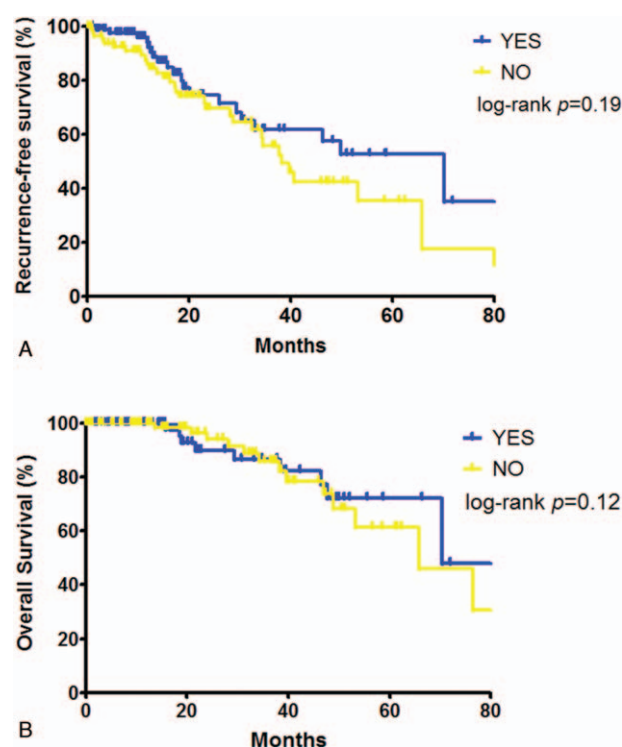 Recurrence-free survival (%)
100
80
60
40
20
0
YES
NO
log-rank p=0.19
0 20 40 60 80
Months
A
Overall Survival (%)
100
80
60
40
20
0
YES
NO
log-rank p=0.12
0 20 40 60 80
Months
B